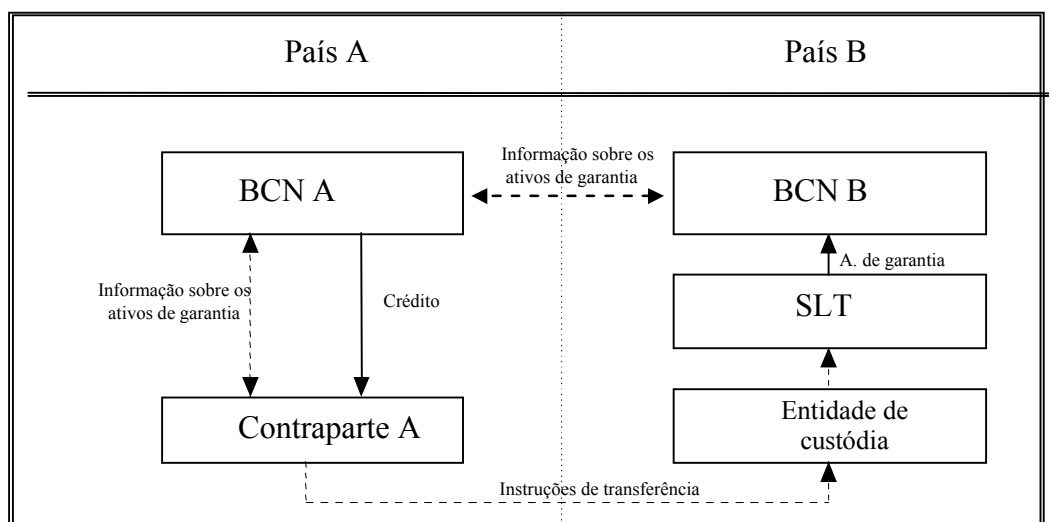 País A
País B
Informação sobre os
ativos de garantia
BCN A
BCN B
A. de garantia
Informação sobre os
ativos de garantia
Crédito
SLT
Contraparte A
Entidade de
custódia
Instruções de transferência